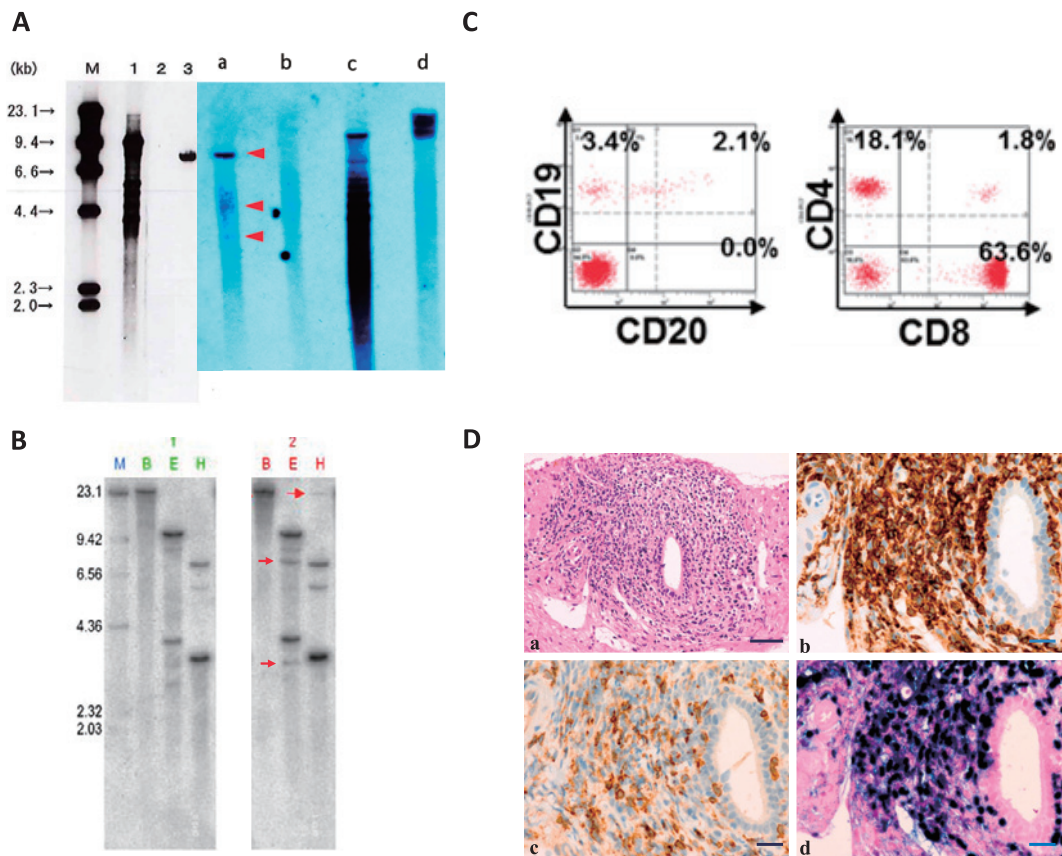 A
(kb) M 1 2 3 a b c d
23.1→
9.4→
6.6→
4.4→
2.3→
2.0→
B
1 2
M B E H B E H
23.1
9.42
6.56
4.36
2.32
2.03
C
3.4% 2.1%
0.0%
CD19
CD20
18.1% 1.8%
63.6%
CD4
CD8
D
a b
c d